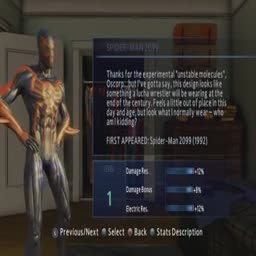 SPIDER-MAN 2099
Thanks for the experimental "unstable molecules",
Oscorp...but I've gotta say, this design looks like
something a lucha wrestler will be wearing at the
end of the century. Feels a little out of place in this
day and age, but look what I normally wear – who
am I kidding?
FIRST APPEARED: Spider-Man 2099 (1992)
1
Damage Res. +12%
Damage Bonus +8%
Electric Res. +12%
Previous/Next Select Back Stats Description